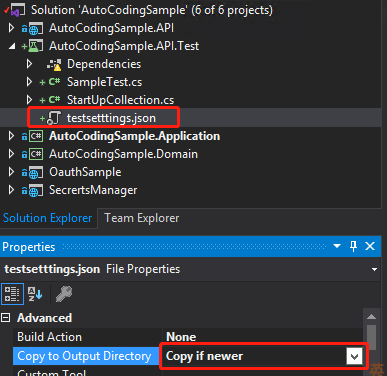 Solution 'AutoCodingSample' (6 of 6 projects)
AutoCodingSample.API
AutoCodingSample.API.Test
Dependencies
SampleTest.cs
StartUpCollection.cs
testsetttings.json
AutoCodingSample.Application
AutoCodingSample.Domain
OauthSample
SecrertsManager
Solution Explorer Team Explorer
Properties
testsetttings.json File Properties
Advanced
Build Action None
Copy to Output Directory Copy if newer
Custom Tool